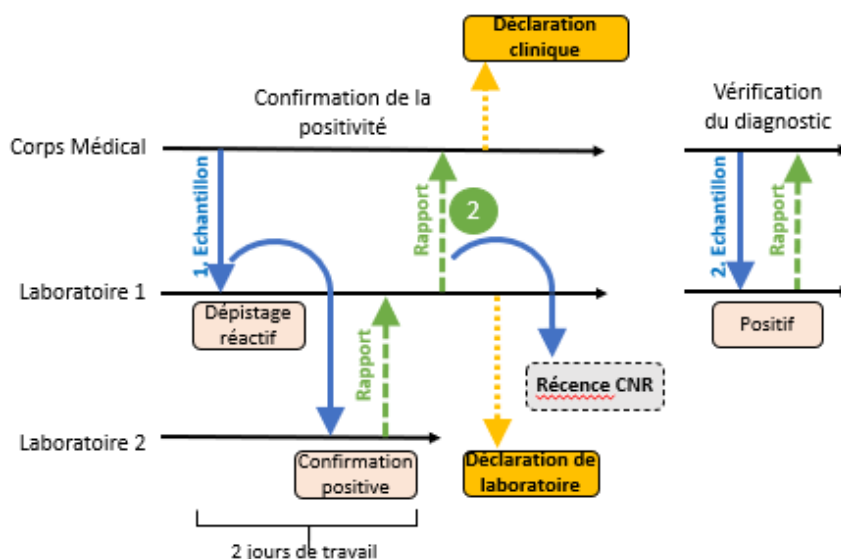 Déclaration
clinique
Confirmation de la
positivité
Vérification
du diagnostic
Corps Médical
1. Echantillon
Rapport
2
2. Echantillon
Rapport
Laboratoire 1
Dépistage
réactif
Positif
Rapport
Récence CNR
Laboratoire 2
Confirmation
positive
Déclaration de
laboratoire
2 jours de travail